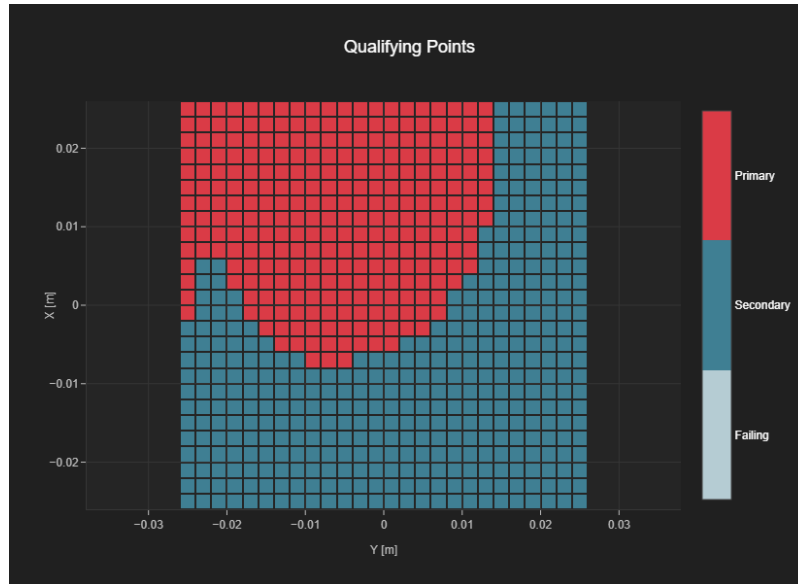 Qualifying Points
0.02
0.01
0
−0.01
−0.02
X [m]
−0.03
−0.02
−0.01
0
0.01
0.02
0.03
Y [m]
Primary
Secondary
Failing